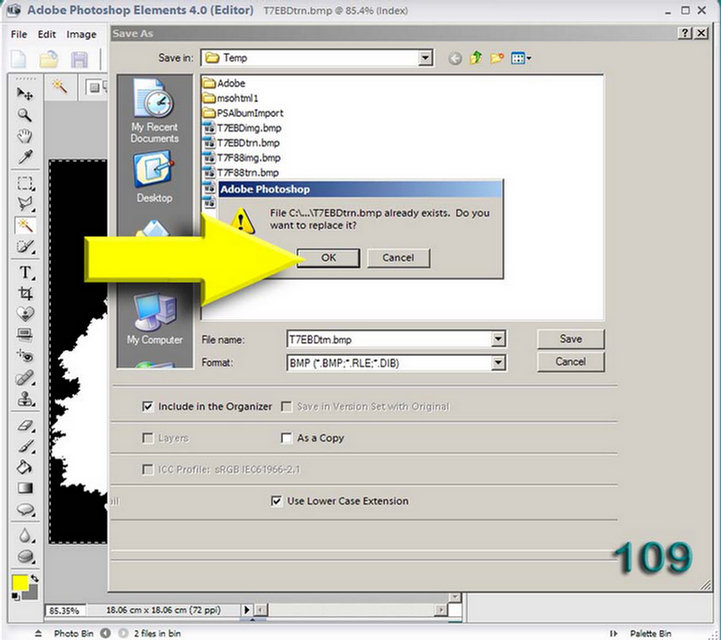 Adobe Photoshop Elements 4.0 (Editor) T7EBDtrn.bmp @ 85.4% (Index)
File Edit Image
Save As
Save in: Temp
Adobe
msohtml1
PSAlbumImport
T7EBDimg.bmp
T7EBDtrn.bmp
T7F88img.bmp
T7F88trn.bmp
My Recent
Documents
Desktop
My Computer
Adobe Photoshop
File C:\...\T7EBDtrn.bmp already exists. Do you
want to replace it?
OK Cancel
File name: T7EBDtrn.bmp Save
Format: BMP (*.BMP;*.RLE;*.DIB) Cancel
Include in the Organizer Save in Version Set with Original
Layers As a Copy
ICC Profile: sRGB IEC61966-2.1
Use Lower Case Extension
109
85.35% 18.06 cm x 18.06 cm (72 ppi)
Photo Bin 2 files in bin Palette Bin